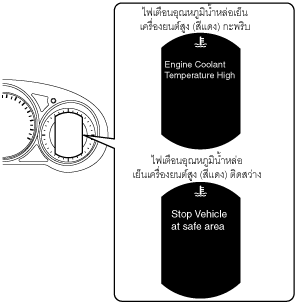 ไฟเตือนอุณหภูมิน้ำหล่อเย็น
เครื่องยนต์สูง (สีแดง) กะพริบ
Engine Coolant
Temperature High
ไฟเตือนอุณหภูมิน้ำหล่อ
เย็นเครื่องยนต์สูง (สีแดง) ติดสว่าง
Stop Vehicle
at safe area